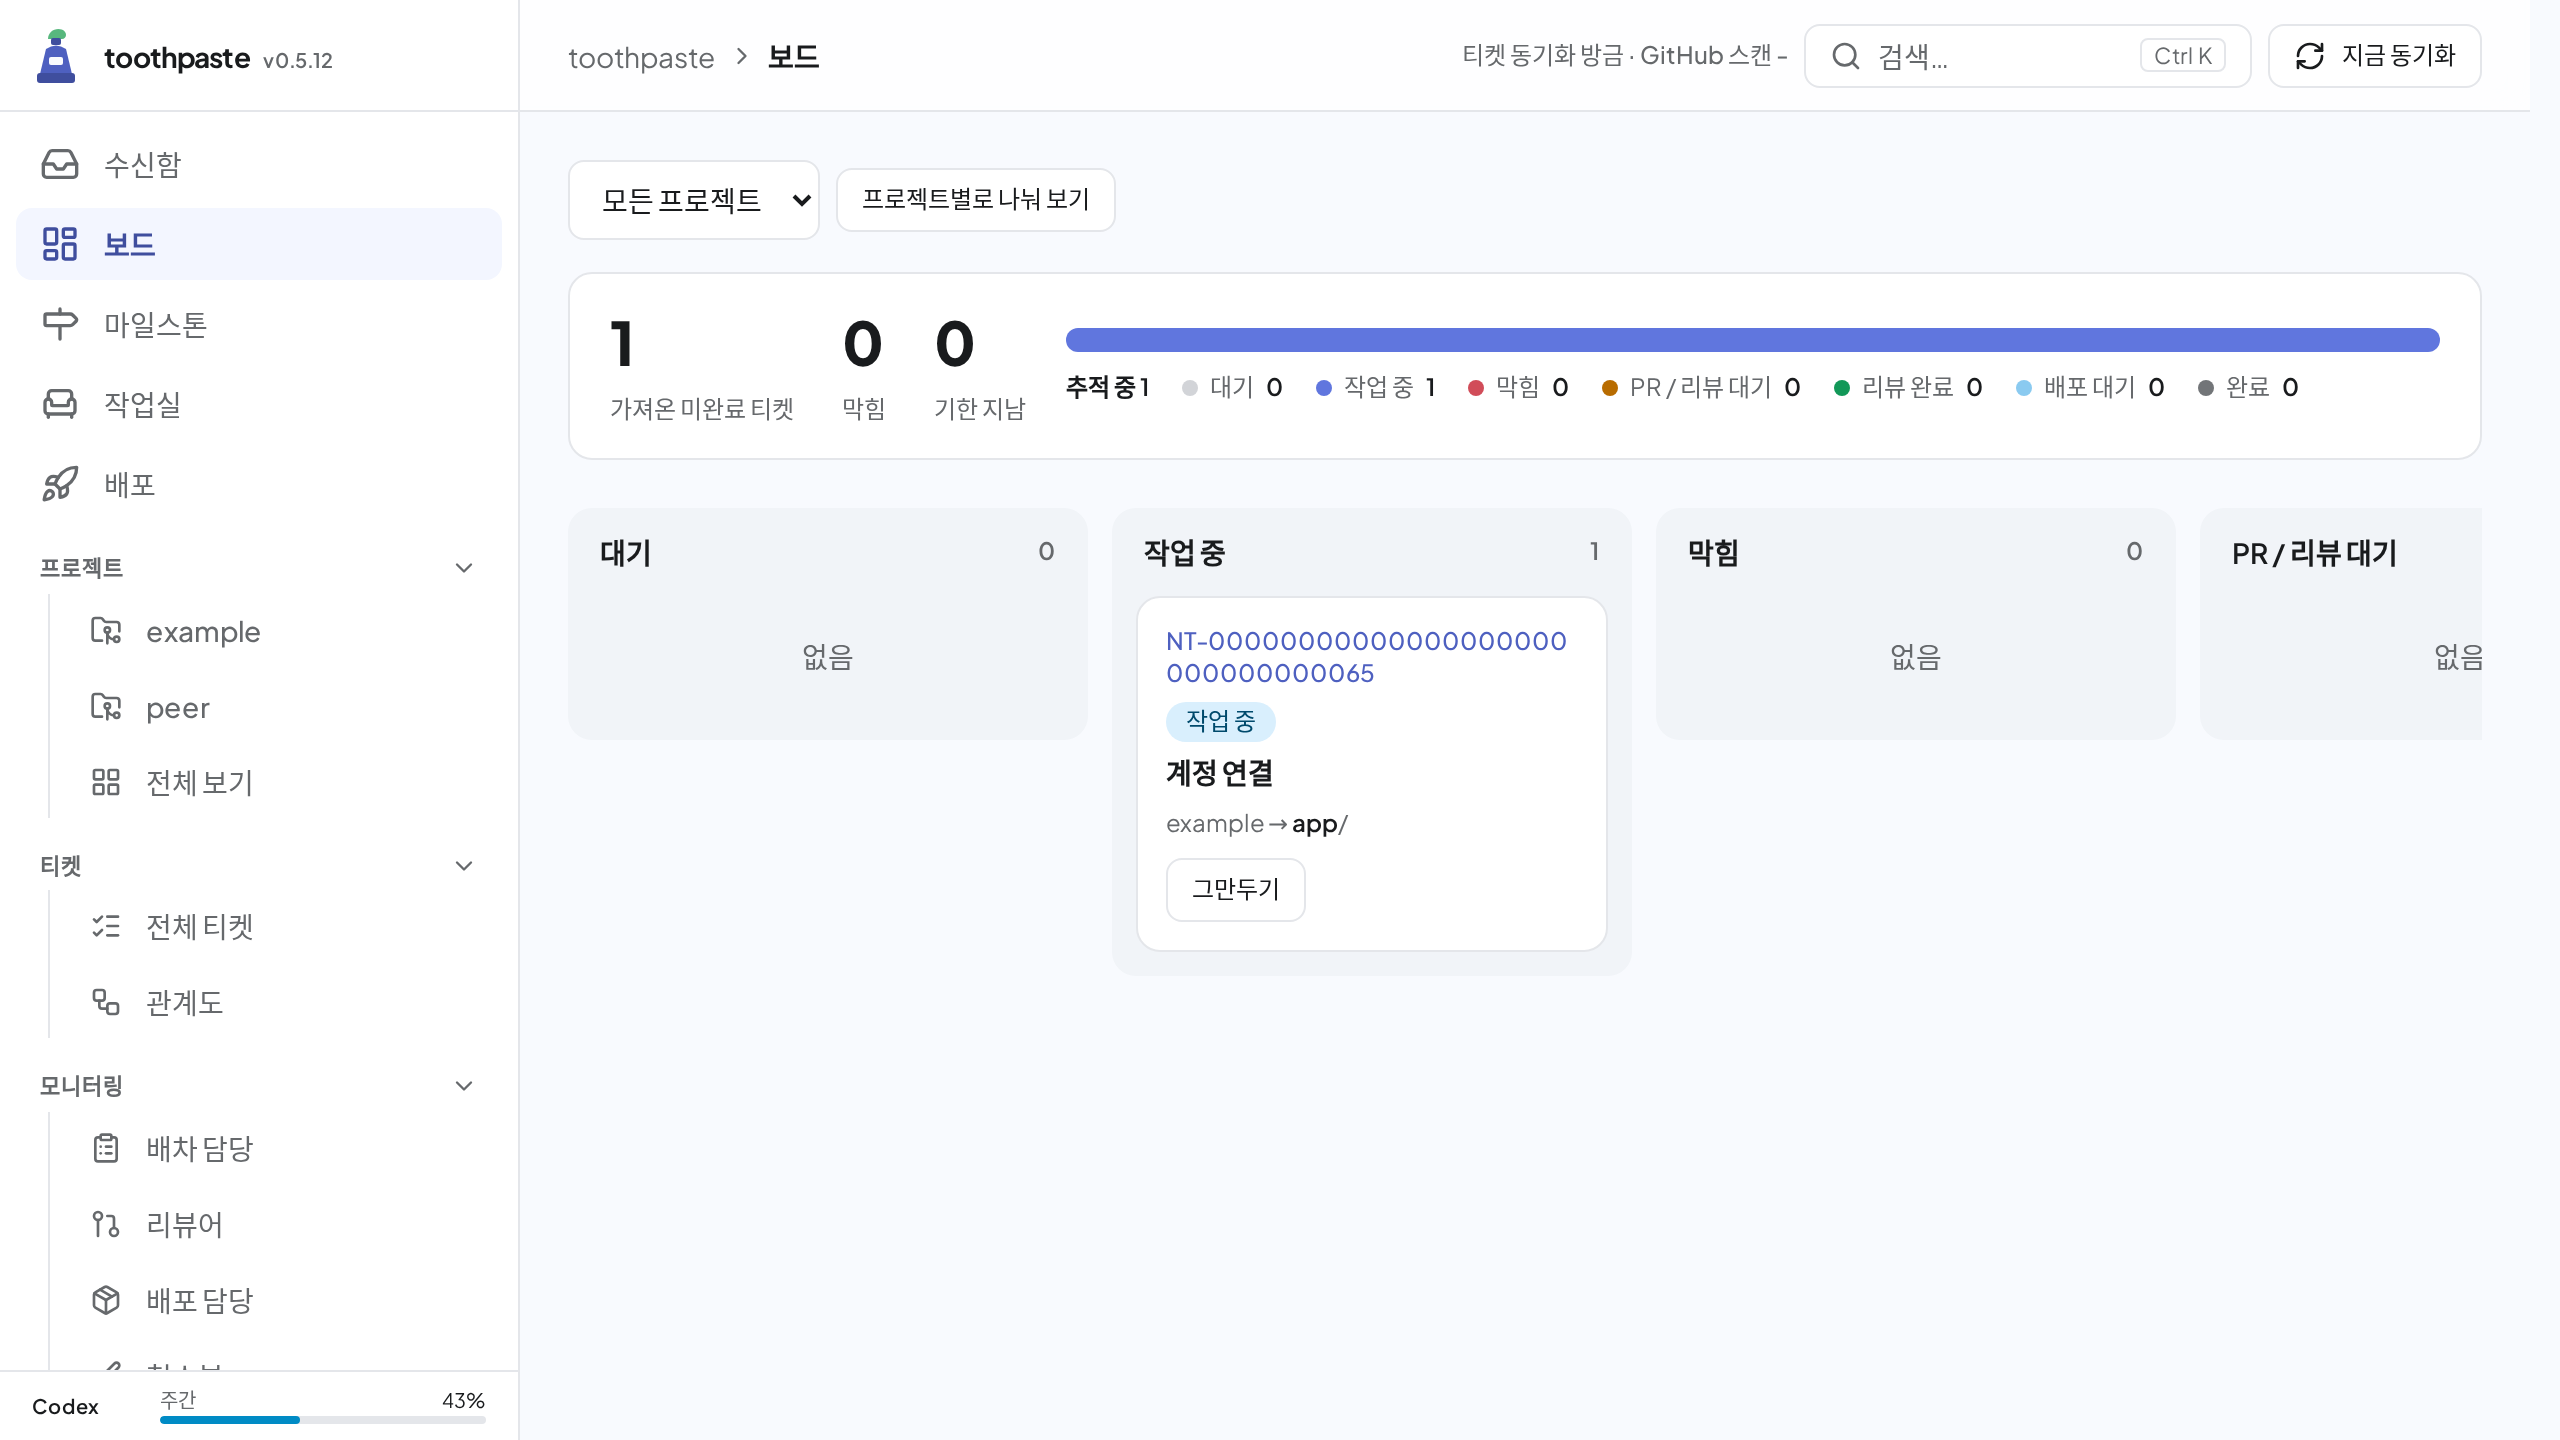 toothpaste v0.5.12
수신함
보드
마일스톤
작업실
배포
프로젝트
example
peer
전체 보기
티켓
전체 티켓
관계도
모니터링
배차 담당
리뷰어
배포 담당
Codex
주간
43%
toothpaste > 보드
티켓 동기화 방금 · GitHub 스캔 -
검색...
Ctrl K
지금 동기화
모든 프로젝트
프로젝트별로 나눠 보기
1
가져온 미완료 티켓
0
막힘
0
기한 지남
추적 중 1
대기 0
작업 중 1
막힘 0
PR / 리뷰 대기 0
리뷰 완료 0
배포 대기 0
완료 0
대기 0
없음
작업 중 1
NT-00000000000000000000
000000000065
작업 중
계정 연결
example → app/
그만두기
막힘 0
없음
PR / 리뷰 대기
없음